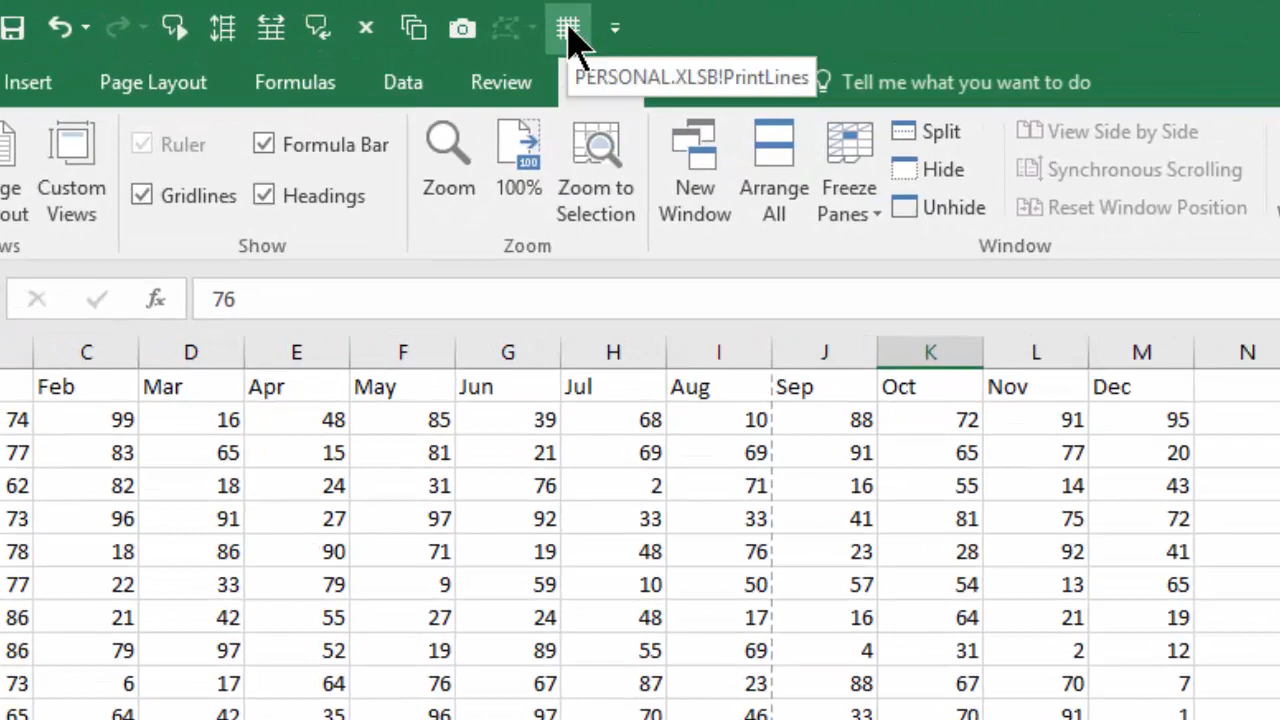 PERSONAL.XLSB!PrintLines
Insert Page Layout Formulas Data Review Tell me what you want to do
Ruler Formula Bar
Gridlines Headings
Custom Views
Zoom
100
100%
Zoom to Selection
New Window
Arrange All
Freeze Panes
Split
Hide
Unhide
View Side by Side
Synchronous Scrolling
Reset Window Position
Show Zoom Window
fx 76
C D E F G H I J K L M N
Feb Mar Apr May Jun Jul Aug Sep Oct Nov Dec
74 99 16 48 85 39 68 10 88 72 91 95
77 83 65 15 81 21 69 69 91 65 77 20
62 82 18 24 31 76 2 71 16 55 14 43
73 96 91 27 97 92 33 33 41 81 75 72
78 18 86 90 71 19 48 76 23 28 92 41
77 22 33 79 9 59 10 50 57 54 13 65
86 21 42 55 27 24 48 17 16 64 21 19
86 79 97 52 19 89 55 69 4 31 2 12
73 6 17 64 76 67 87 23 88 67 70 7
65 64 42 35 96 97 70 46 33 70 91 1